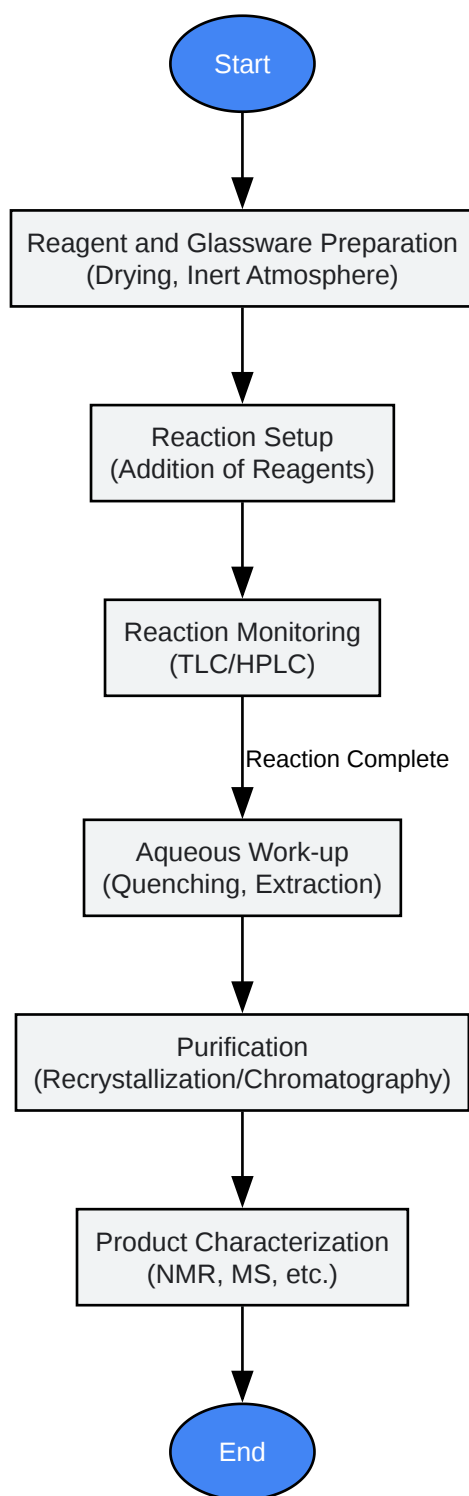 Start
Reagent and Glassware Preparation
(Drying, Inert Atmosphere)
Reaction Setup
(Addition of Reagents)
Reaction Monitoring
(TLC/HPLC)
Reaction Complete
Aqueous Work-up
(Quenching, Extraction)
Purification
(Recrystallization/Chromatography)
Product Characterization
(NMR, MS, etc.)
End